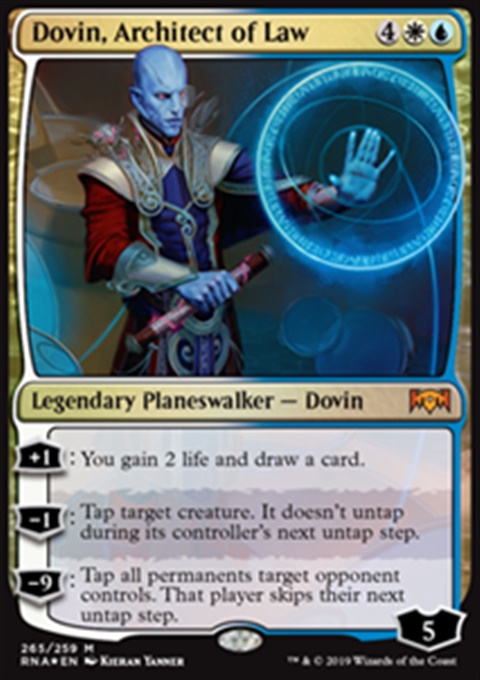 Dovin, Architect of Law 4
Legendary Planeswalker — Dovin
+1: You gain 2 life and draw a card.
-1: Tap target creature. It doesn't untap
during its controller's next untap step.
-9: Tap all permanents target opponent
controls. That player skips their next
untap step.
5
265/259 M
RNA★EN Kieran Yanner
™ & © 2019 Wizards of the Coast